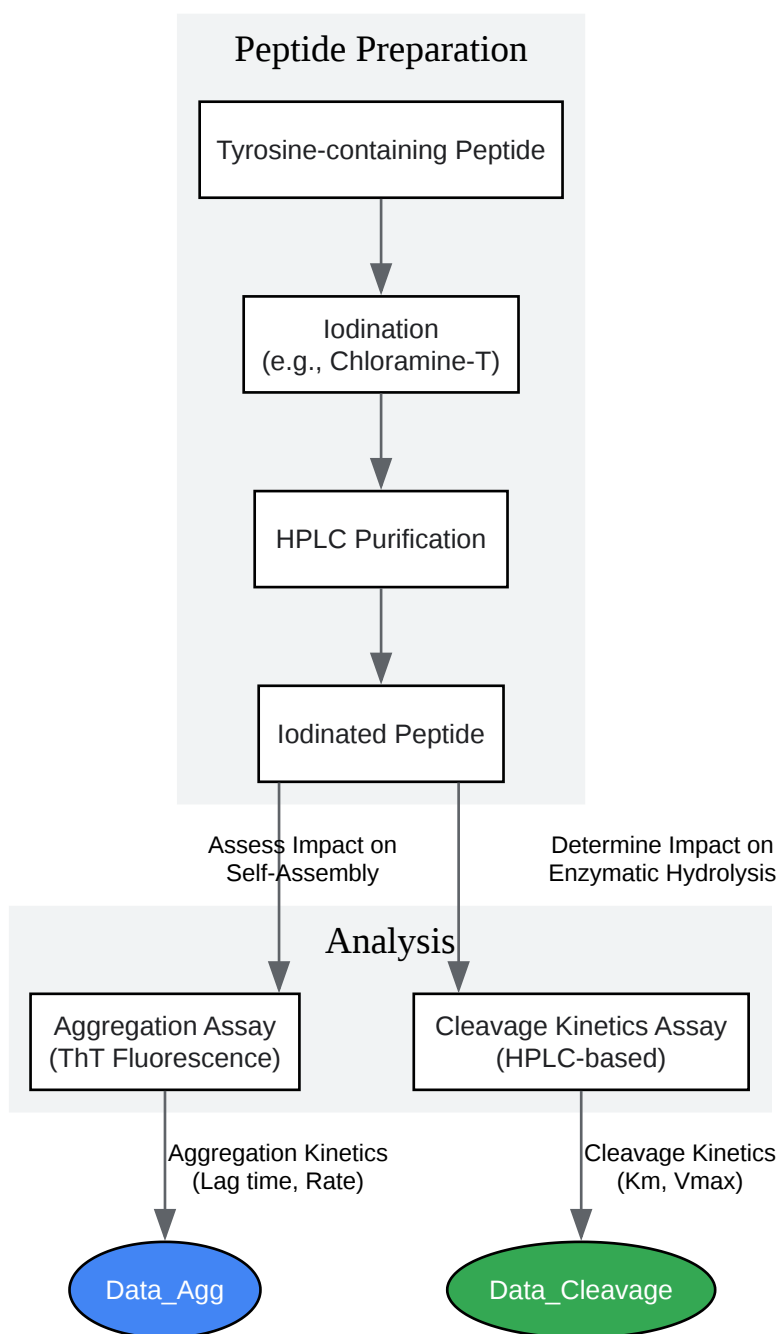 Peptide Preparation
Tyrosine-containing Peptide
Iodination
(e.g., Chloramine-T)
HPLC Purification
Iodinated Peptide
Assess Impact on
Self-Assembly
Determine Impact on
Enzymatic Hydrolysis
Analysis
Aggregation Assay
(ThT Fluorescence)
Cleavage Kinetics Assay
(HPLC-based)
Aggregation Kinetics
(Lag time, Rate)
Cleavage Kinetics
(Km, Vmax)
Data_Agg
Data_Cleavage